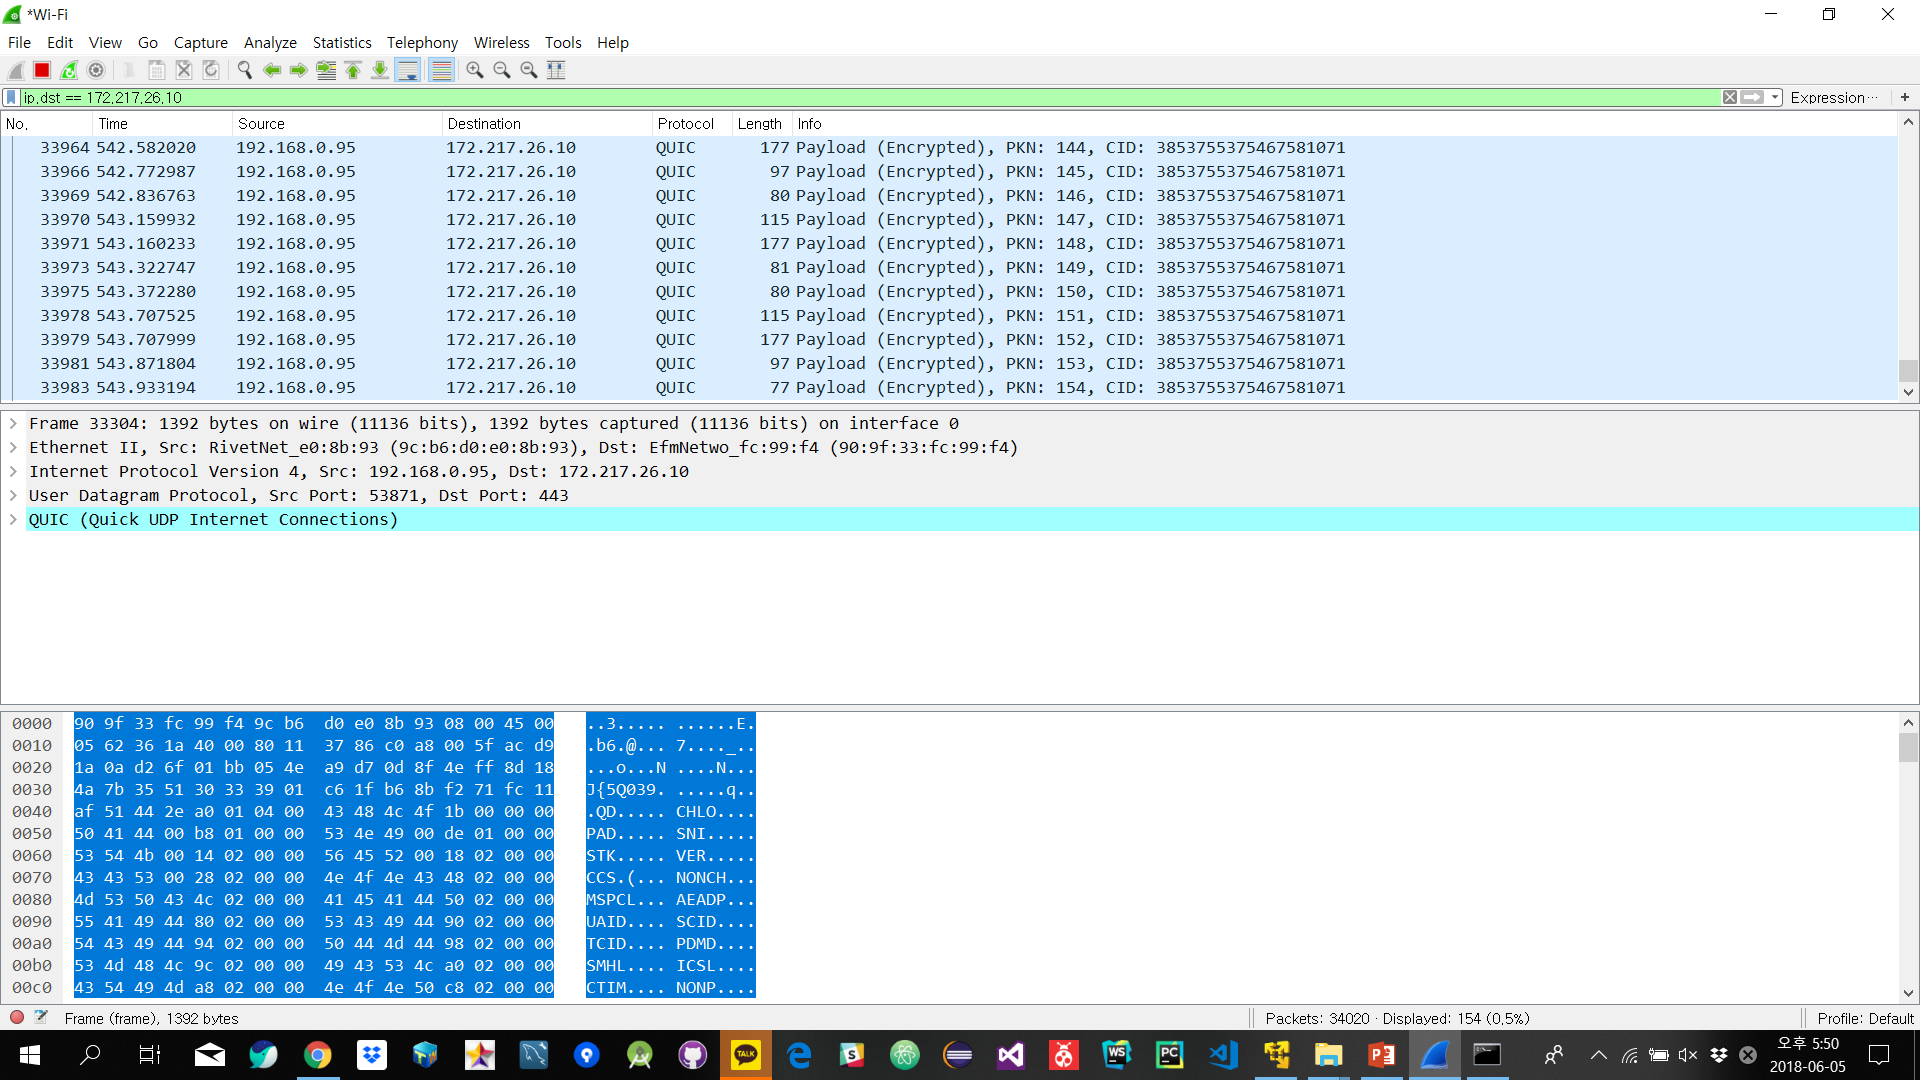 *Wi-Fi
File Edit View Go Capture Analyze Statistics Telephony Wireless Tools Help
ip.dst == 172.217.26.10 Expression… +
No. Time Source Destination Protocol Length Info
33964 542.582020 192.168.0.95 172.217.26.10 QUIC 177 Payload (Encrypted), PKN: 144, CID: 3853755375467581071
33966 542.772987 192.168.0.95 172.217.26.10 QUIC 97 Payload (Encrypted), PKN: 145, CID: 3853755375467581071
33969 542.836763 192.168.0.95 172.217.26.10 QUIC 80 Payload (Encrypted), PKN: 146, CID: 3853755375467581071
33970 543.159932 192.168.0.95 172.217.26.10 QUIC 115 Payload (Encrypted), PKN: 147, CID: 3853755375467581071
33971 543.160233 192.168.0.95 172.217.26.10 QUIC 177 Payload (Encrypted), PKN: 148, CID: 3853755375467581071
33973 543.322747 192.168.0.95 172.217.26.10 QUIC 81 Payload (Encrypted), PKN: 149, CID: 3853755375467581071
33975 543.372280 192.168.0.95 172.217.26.10 QUIC 80 Payload (Encrypted), PKN: 150, CID: 3853755375467581071
33978 543.707525 192.168.0.95 172.217.26.10 QUIC 115 Payload (Encrypted), PKN: 151, CID: 3853755375467581071
33979 543.707999 192.168.0.95 172.217.26.10 QUIC 177 Payload (Encrypted), PKN: 152, CID: 3853755375467581071
33981 543.871804 192.168.0.95 172.217.26.10 QUIC 97 Payload (Encrypted), PKN: 153, CID: 3853755375467581071
33983 543.933194 192.168.0.95 172.217.26.10 QUIC 77 Payload (Encrypted), PKN: 154, CID: 3853755375467581071
Frame 33304: 1392 bytes on wire (11136 bits), 1392 bytes captured (11136 bits) on interface 0
Ethernet II, Src: RivetNet_e0:8b:93 (9c:b6:d0:e0:8b:93), Dst: EfmNetwo_fc:99:f4 (90:9f:33:fc:99:f4)
Internet Protocol Version 4, Src: 192.168.0.95, Dst: 172.217.26.10
User Datagram Protocol, Src Port: 53871, Dst Port: 443
QUIC (Quick UDP Internet Connections)
0000 90 9f 33 fc 99 f4 9c b6 d0 e0 8b 93 08 00 45 00 ..3..... ......E.
0010 05 62 36 1a 40 00 80 11 37 86 c0 a8 00 5f ac d9 .b6.@... 7...._..
0020 1a 0a d2 6f 01 bb 05 4e a9 d7 0d 8f 4e ff 8d 18 ...o...N ....N...
0030 4a 7b 35 51 30 33 39 01 c6 1f b6 8b f2 71 fc 11 J{5Q039. .....q..
0040 af 51 44 2e a0 01 04 00 43 48 4c 4f 1b 00 00 00 .QD..... CHLO....
0050 50 41 44 00 b8 01 00 00 53 4e 49 00 de 01 00 00 PAD..... SNI.....
0060 53 54 4b 00 14 02 00 00 56 45 52 00 18 02 00 00 STK..... VER.....
0070 43 43 53 00 28 02 00 00 4e 4f 4e 43 48 02 00 00 CCS.(... NONCH...
0080 4d 53 50 43 4c 02 00 00 41 45 41 44 50 02 00 00 MSPCL... AEADP...
0090 55 41 49 44 80 02 00 00 53 43 49 44 90 02 00 00 UAID.... SCID....
00a0 54 43 49 44 94 02 00 00 50 44 4d 44 98 02 00 00 TCID.... PDMD....
00b0 53 4d 48 4c 9c 02 00 00 49 43 53 4c a0 02 00 00 SMHL.... ICSL....
00c0 43 54 49 4d a8 02 00 00 4e 4f 4e 50 c8 02 00 00 CTIM.... NONP....
Frame (frame), 1392 bytes Packets: 34020 · Displayed: 154 (0.5%) Profile: Default
TALK S WS PC P
오후 5:50
2018-06-05